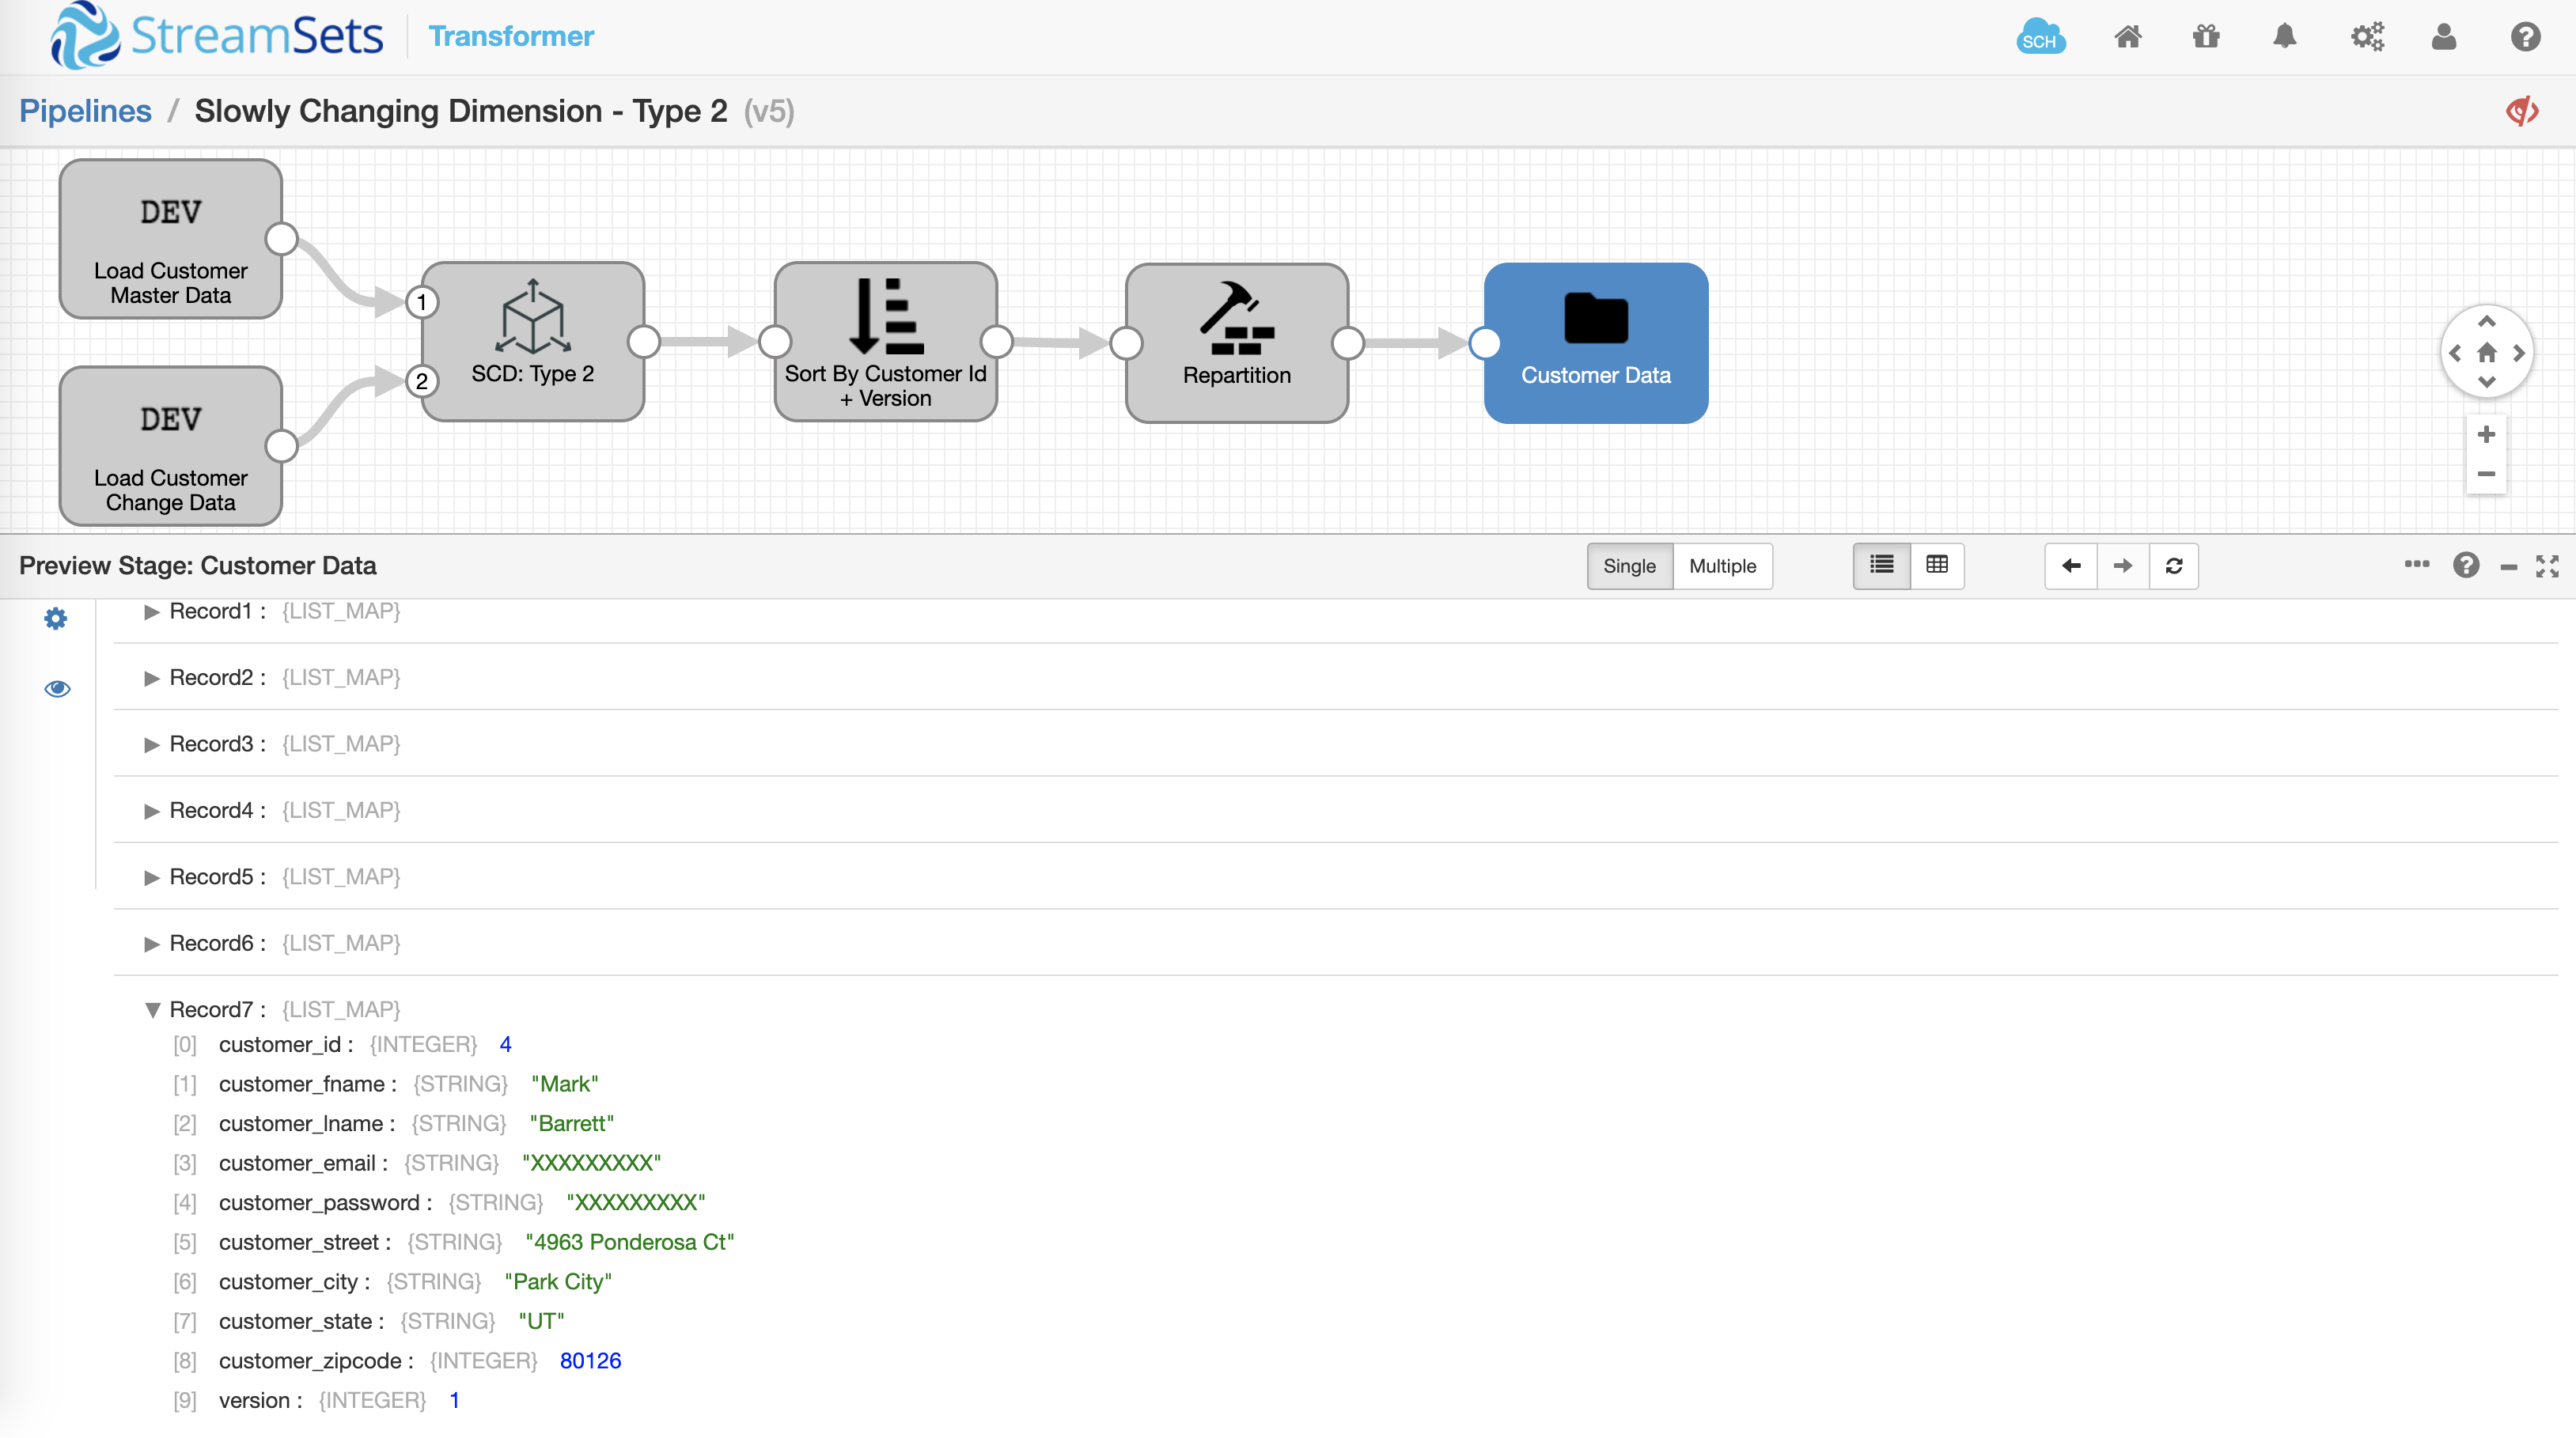 StreamSets Transformer SCH
Pipelines / Slowly Changing Dimension - Type 2 (v5)
DEV
Load Customer
Master Data
DEV
Load Customer
Change Data
1
2
SCD: Type 2
Sort By Customer Id
+ Version
Repartition
Customer Data
Preview Stage: Customer Data Single Multiple
Record1 : {LIST_MAP}
Record2 : {LIST_MAP}
Record3 : {LIST_MAP}
Record4 : {LIST_MAP}
Record5 : {LIST_MAP}
Record6 : {LIST_MAP}
Record7 : {LIST_MAP}
[0] customer_id : {INTEGER} 4
[1] customer_fname : {STRING} "Mark"
[2] customer_lname : {STRING} "Barrett"
[3] customer_email : {STRING} "XXXXXXXXX"
[4] customer_password : {STRING} "XXXXXXXXX"
[5] customer_street : {STRING} "4963 Ponderosa Ct"
[6] customer_city : {STRING} "Park City"
[7] customer_state : {STRING} "UT"
[8] customer_zipcode : {INTEGER} 80126
[9] version : {INTEGER} 1